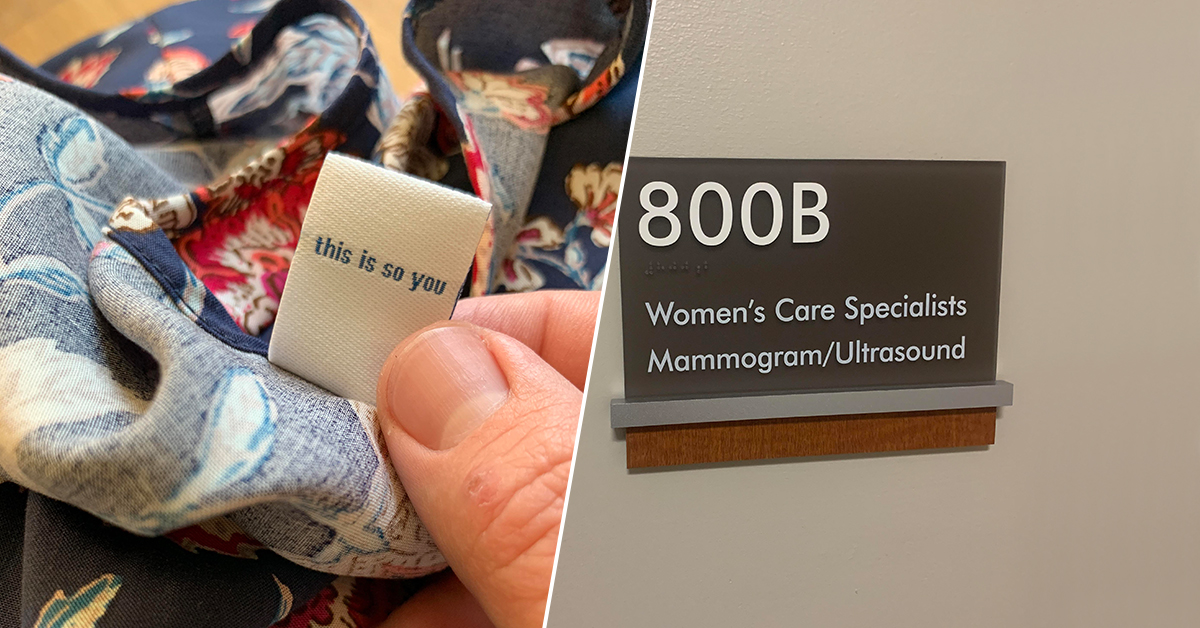 this is so you
800B
Women's Care Specialists
Mammogram/Ultrasound